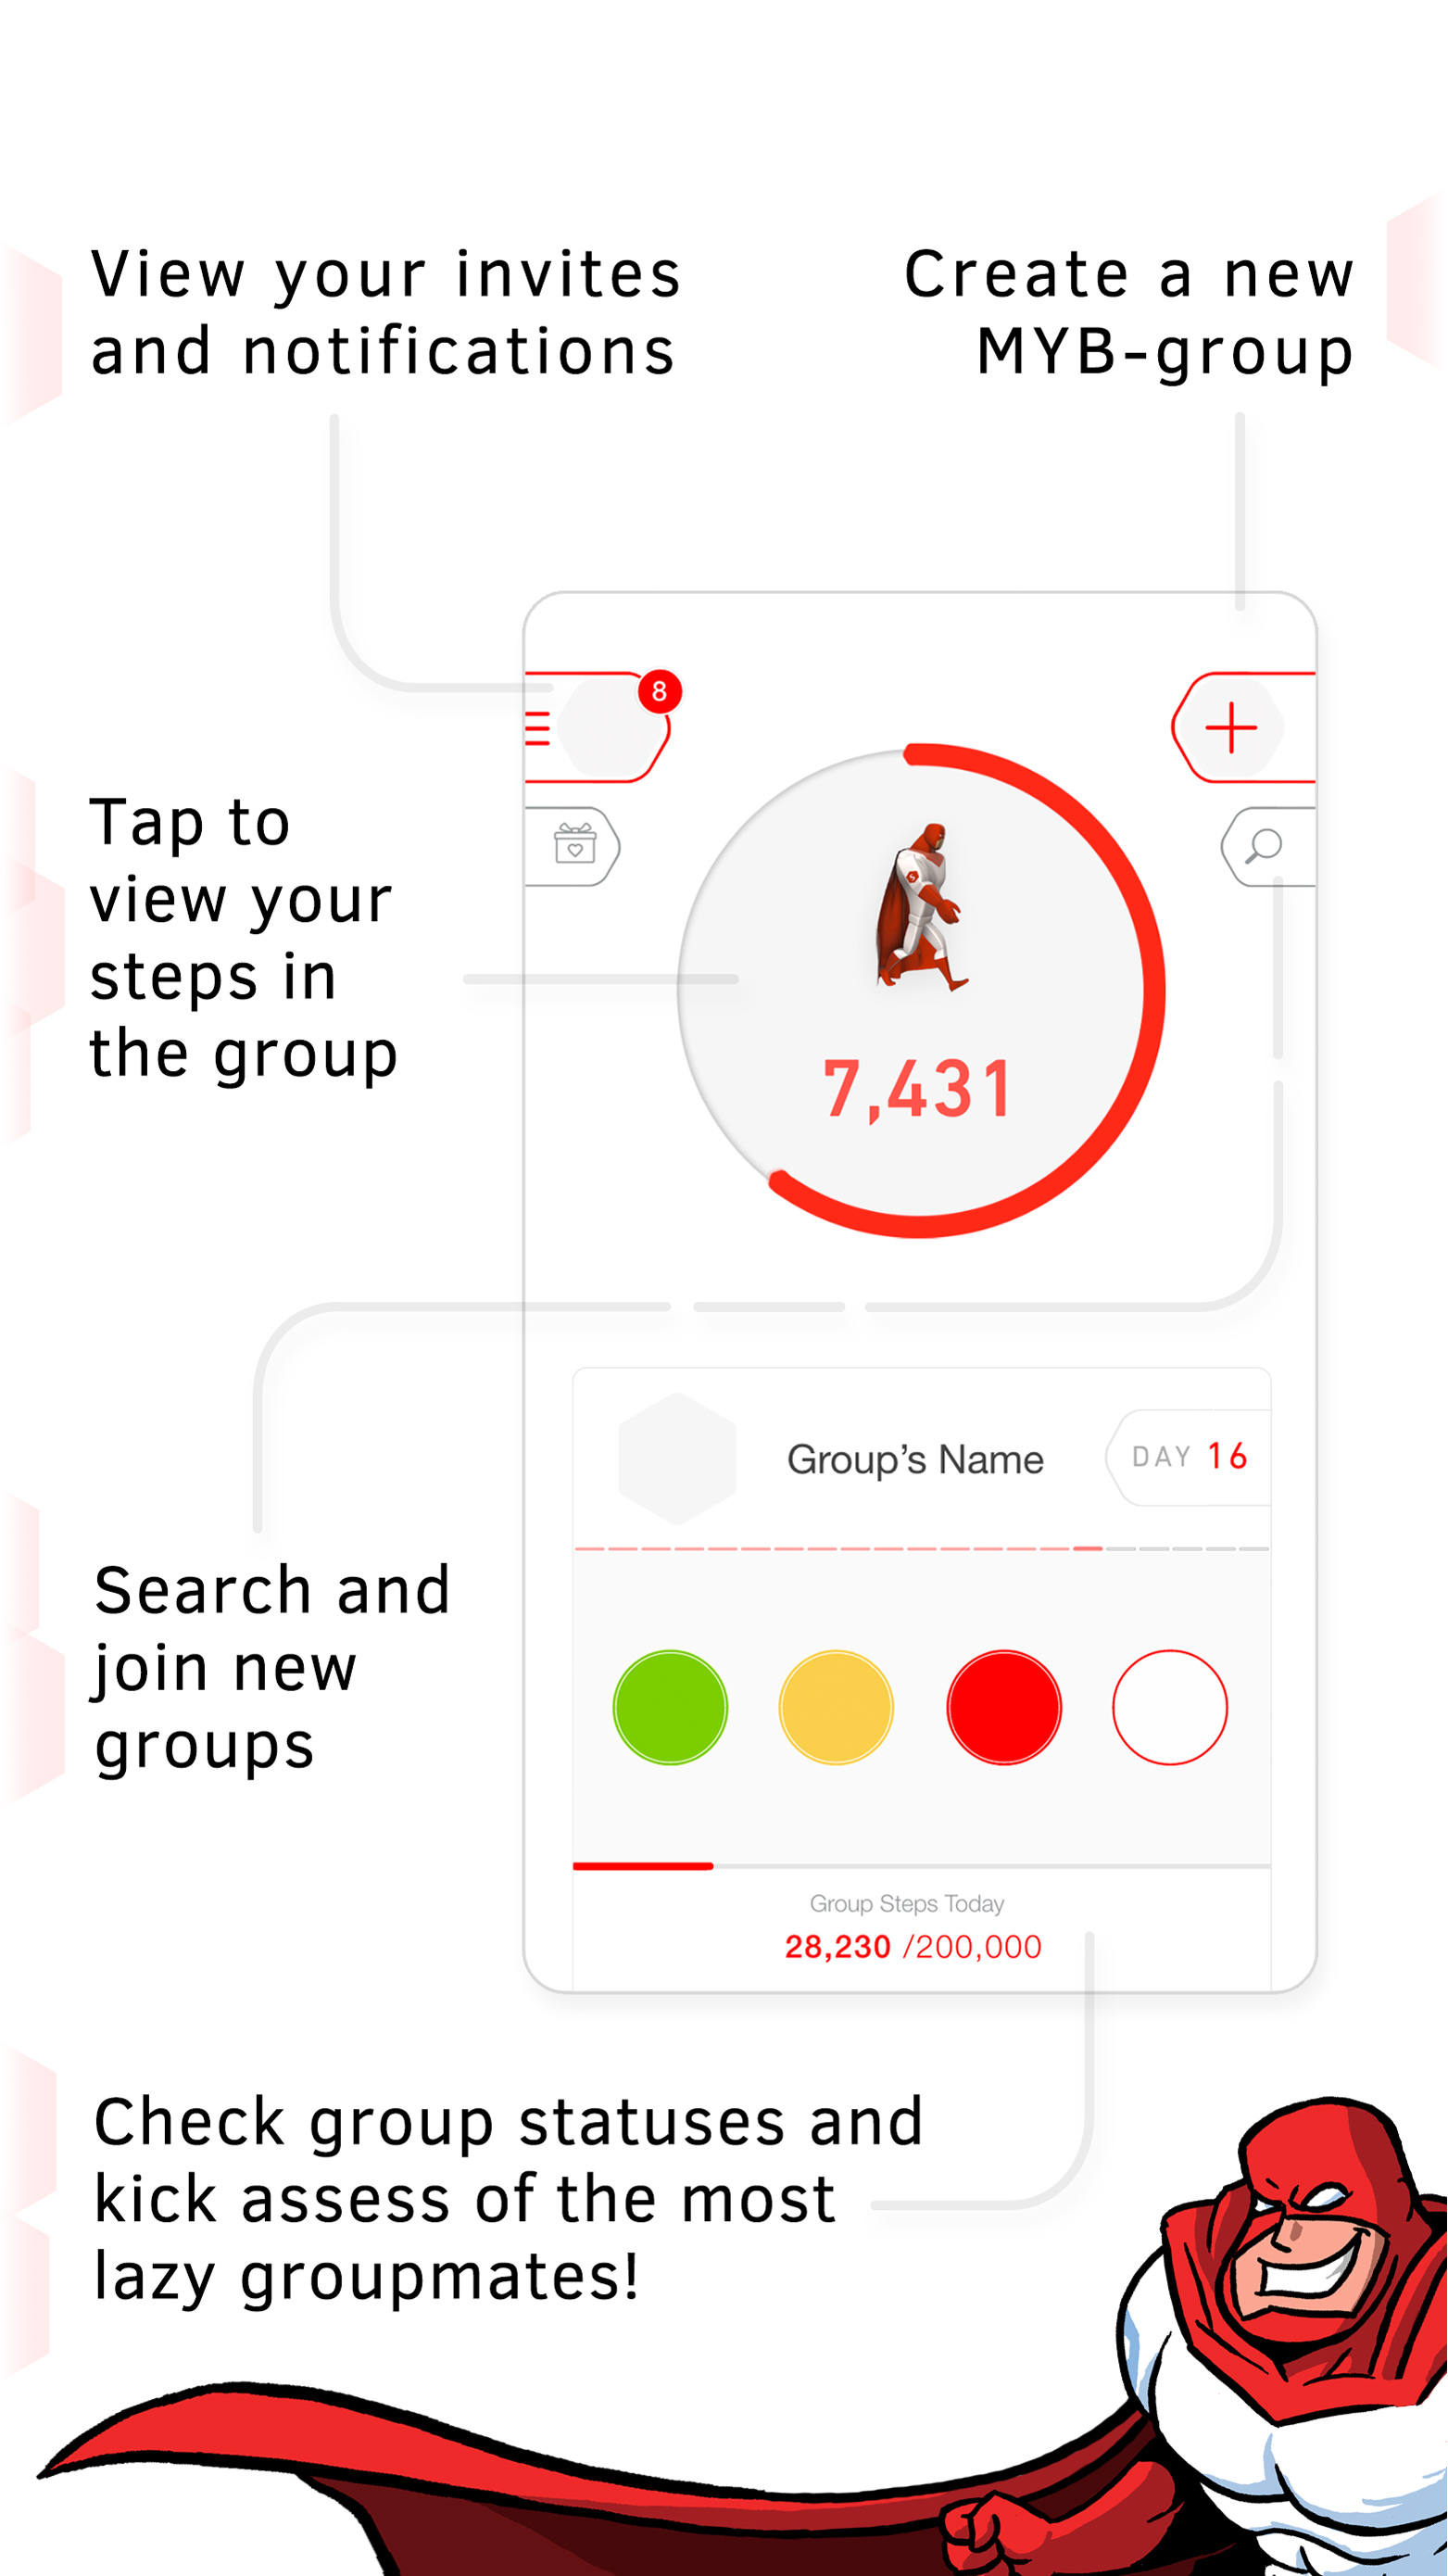 View your invites
and notifications
Create a new
MYB-group
8
Tap to
view your
steps in
the group
7,431
Group's Name
DAY 16
Search and
join new
groups
Group Steps Today
28,230 /200,000
Check group statuses and
kick assess of the most
lazy groupmates!